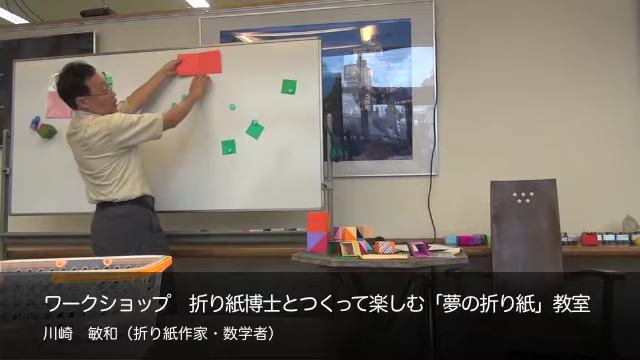 ワークショップ　折り紙博士とつくって楽しむ「夢の折り紙」教室
川崎　敏和（折り紙作家・数学者）